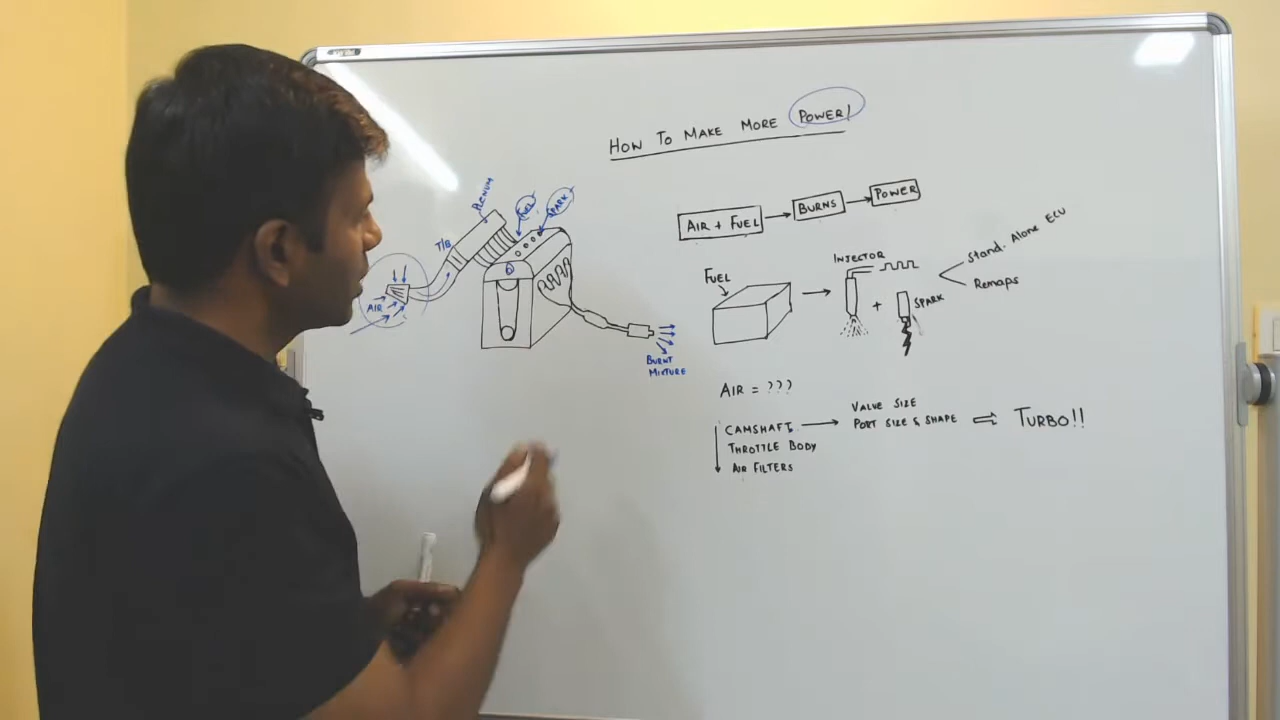 HOW TO MAKE MORE POWER!
AIR + FUEL
BURNS
POWER
PLENUM
FUEL
SPARK
T/B
AIR
BURNT
MIXTURE
FUEL
INJECTOR
+
SPARK
Stand-Alone ECU
Remaps
AIR = ???
CAMSHAFT
THROTTLE BODY
AIR FILTERS
VALVE SIZE
PORT SIZE & SHAPE
TURBO!!